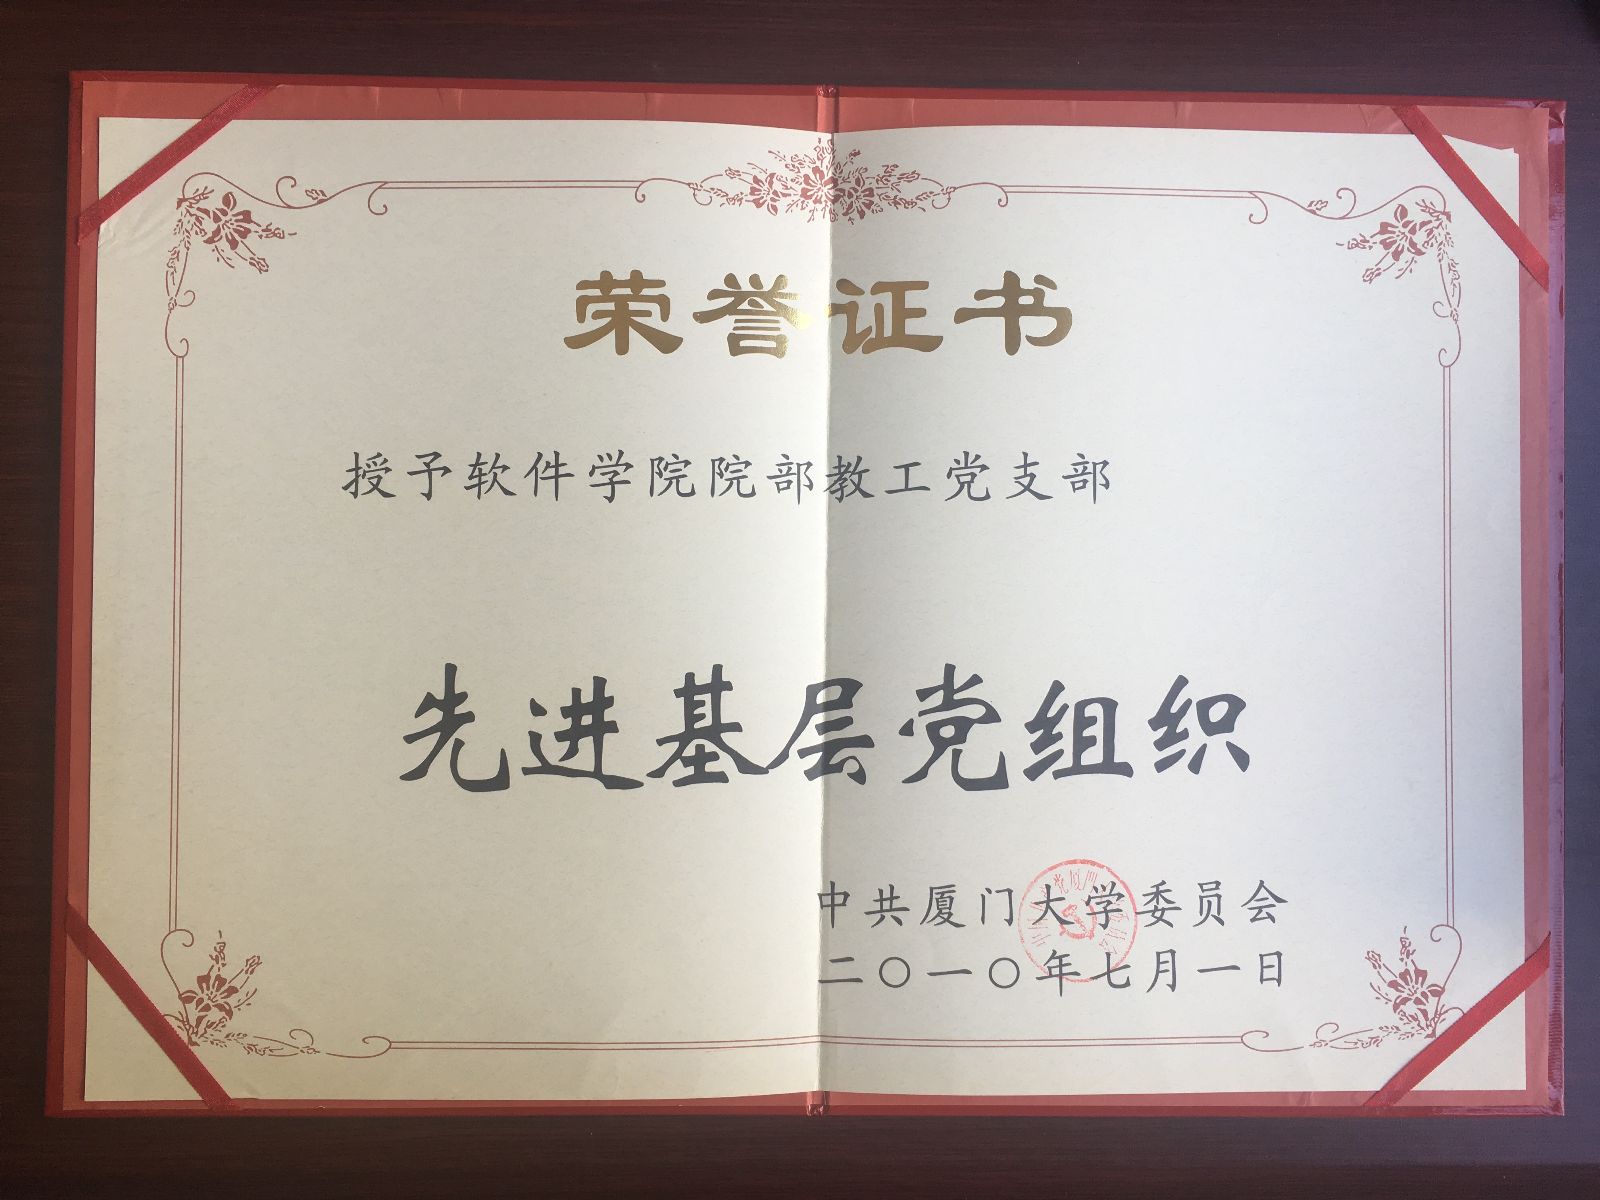 荣誉证书
授予软件学院院部教工党支部
先进基层党组织
中共厦门大学委员会
二〇一〇年七月一日